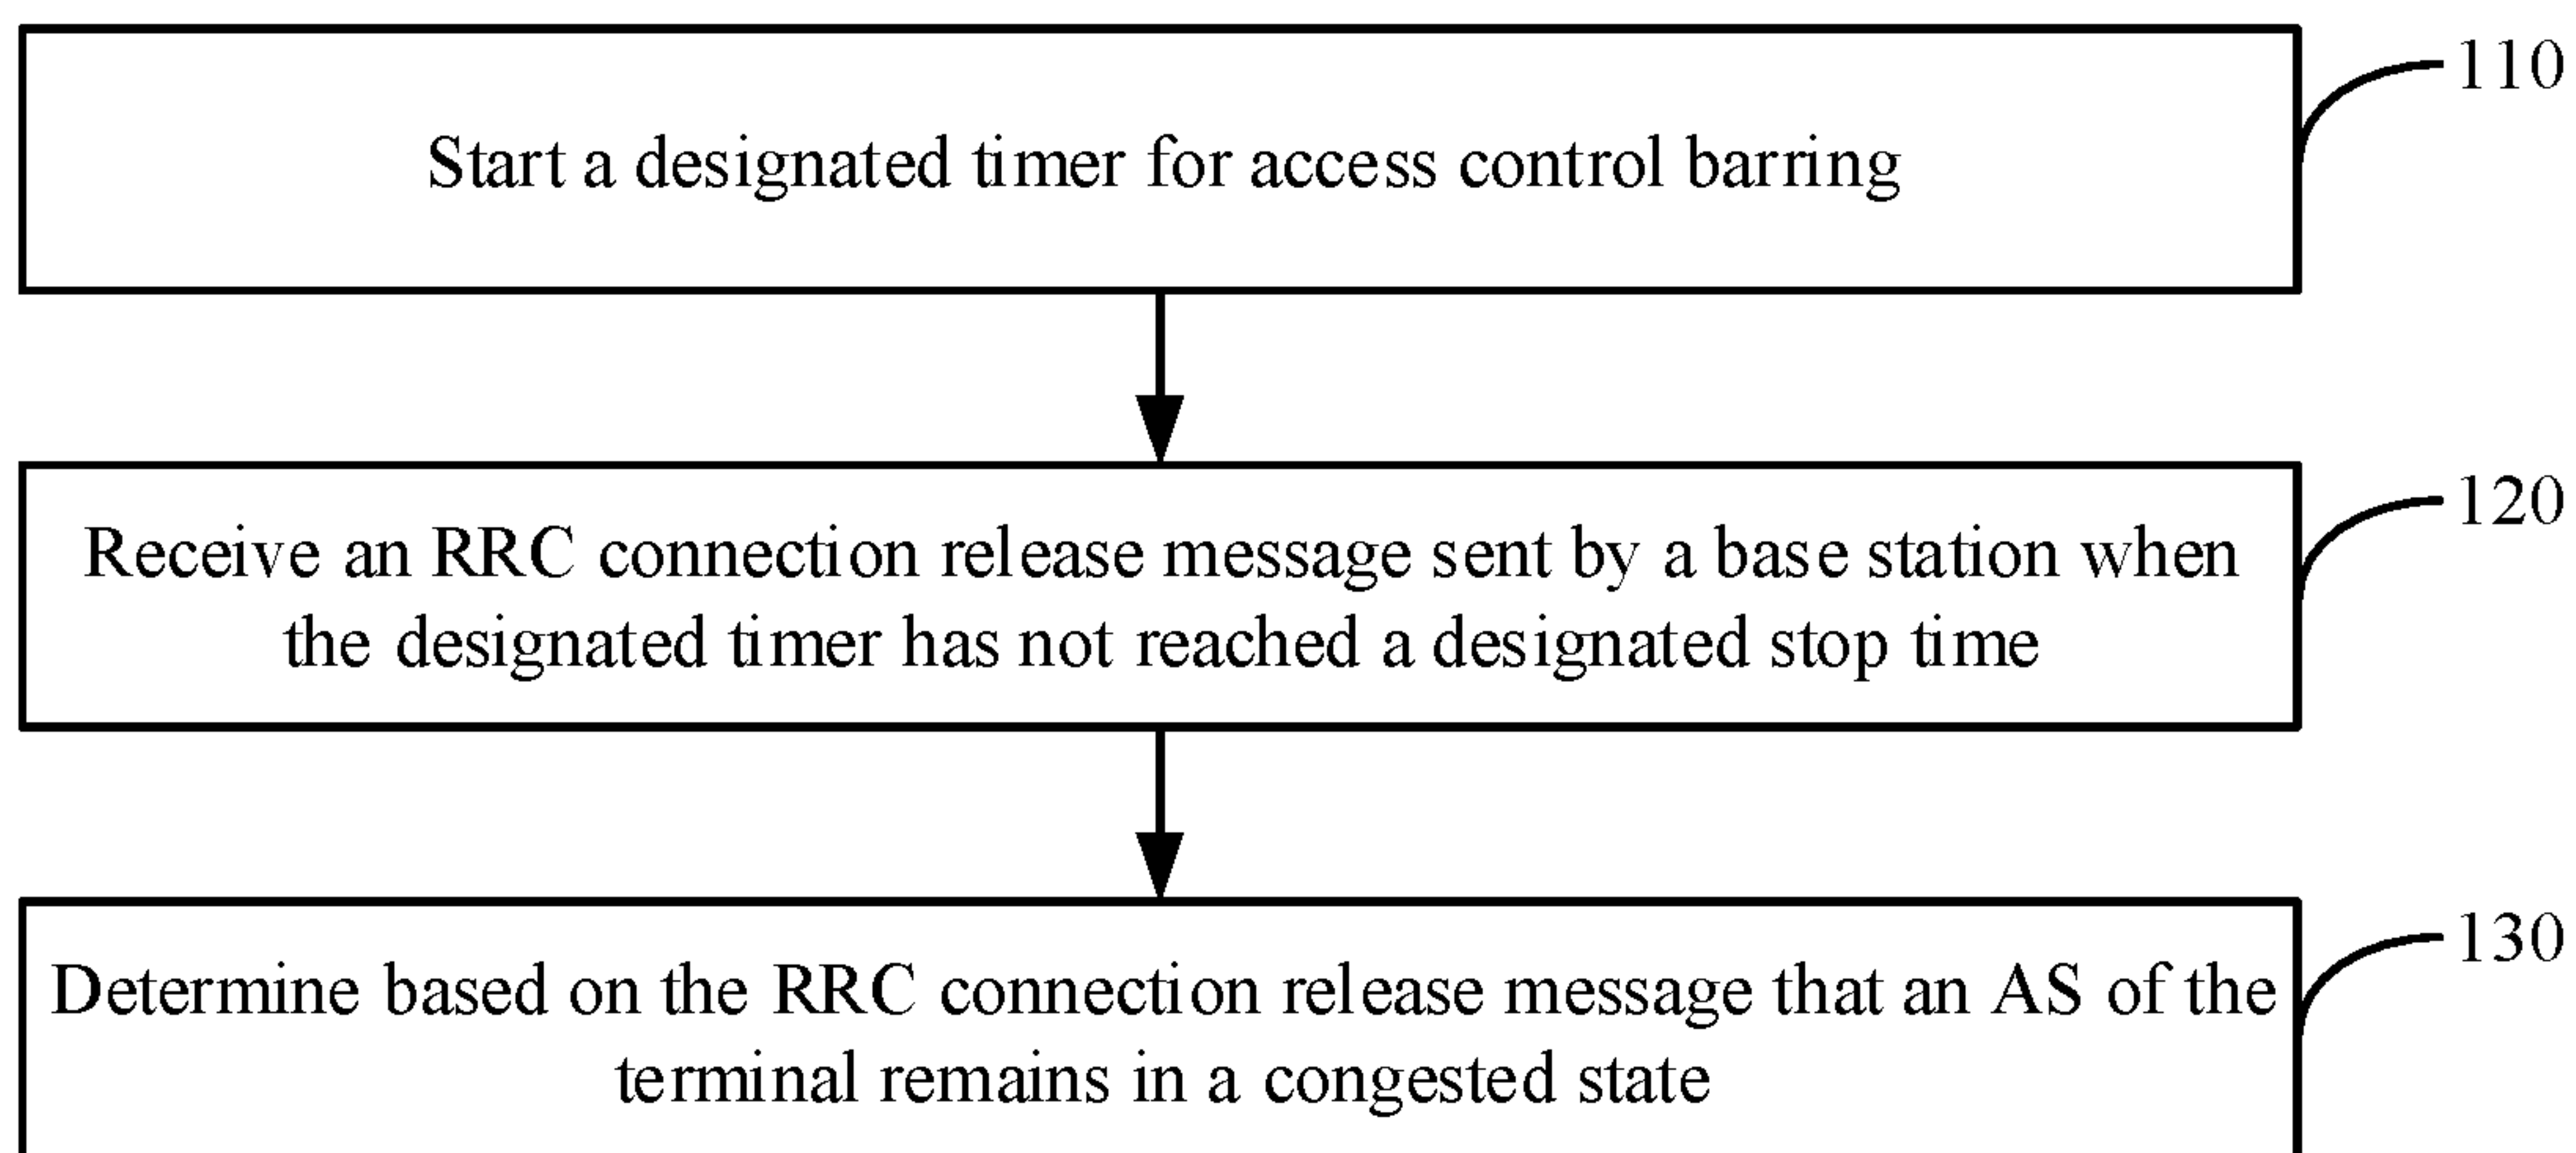 110
Start a designated timer for access control barring
120
Receive an RRC connection release message sent by a base station when
the designated timer has not reached a designated stop time
130
Determine based on the RRC connection release message that an AS of the
terminal remains in a congested state